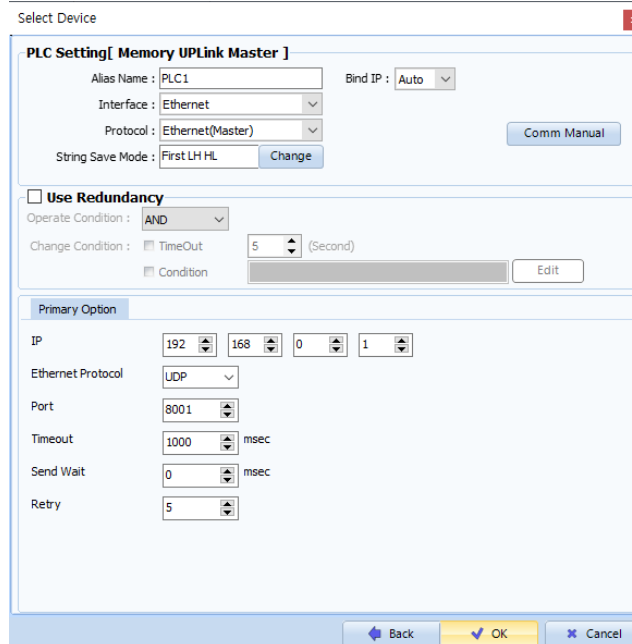 Select Device
PLC Setting[ Memory UPLink Master ]
Alias Name : PLC1 Bind IP : Auto
Interface : Ethernet
Protocol : Ethernet(Master) Comm Manual
String Save Mode : First LH HL Change
Use Redundancy
Operate Condition : AND
Change Condition : TimeOut 5 (Second)
Condition Edit
Primary Option
IP 192 168 0 1
Ethernet Protocol UDP
Port 8001
Timeout 1000 msec
Send Wait 0 msec
Retry 5
Back OK Cancel